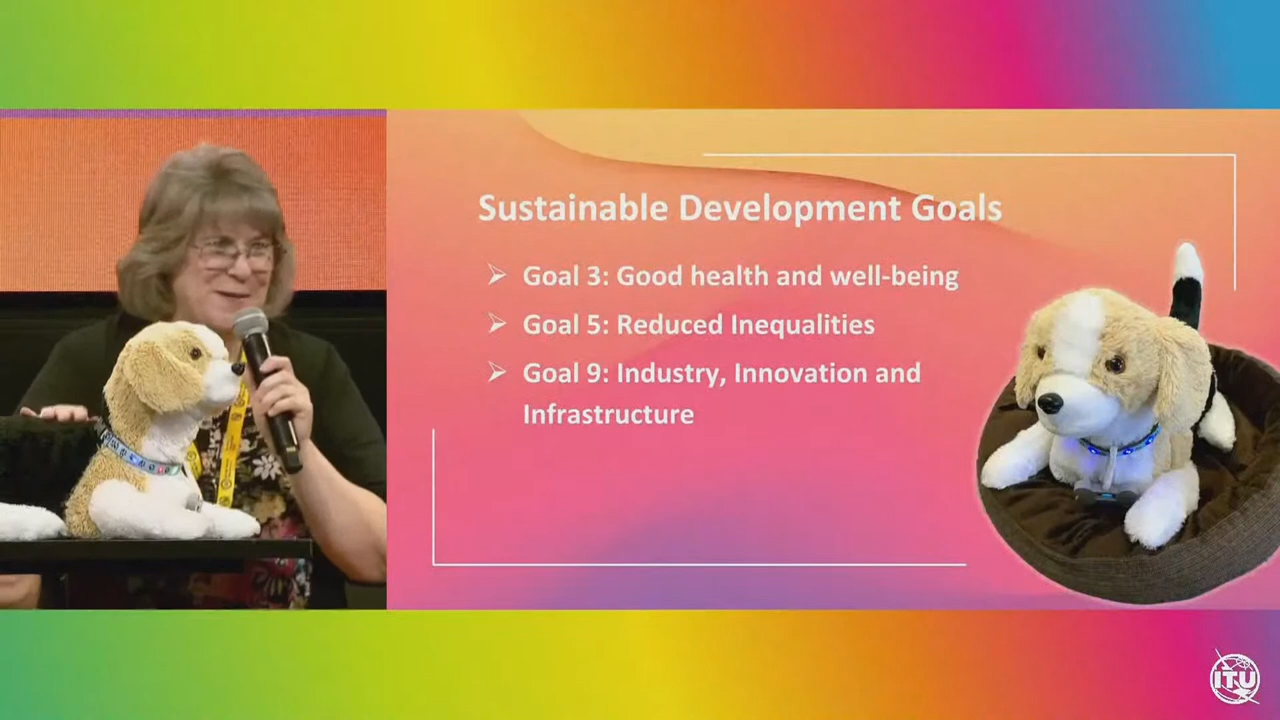 Sustainable Development Goals
Goal 3: Good health and well-being
Goal 5: Reduced Inequalities
Goal 9: Industry, Innovation and
Infrastructure
ITU